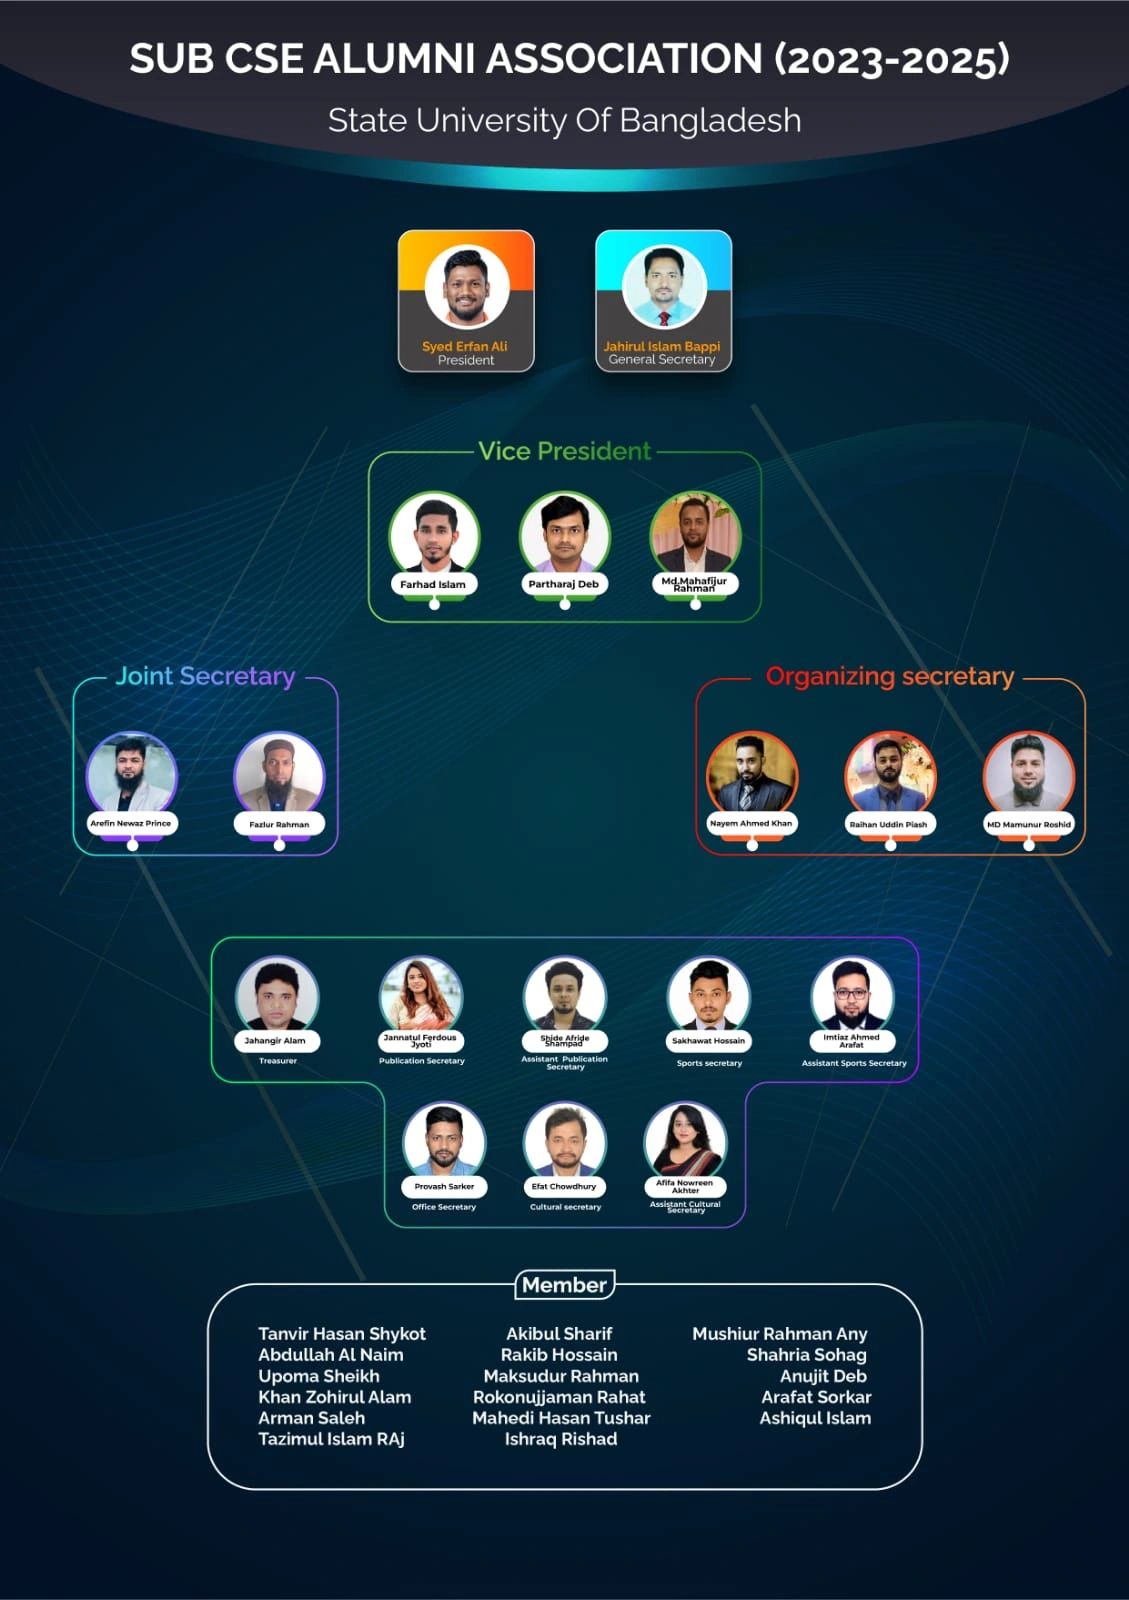 SUB CSE ALUMNI ASSOCIATION (2023-2025)
State University Of Bangladesh
Syed Erfan Ali
President
Jahirul Islam Bappi
General Secretary
Vice President
Farhad Islam
Partharaj Deb
Md.Mahafijur
Rahman
Joint Secretary
Arefin Newaz Prince
Fazlur Rahman
Organizing secretary
Nayem Ahmed Khan
Raihan Uddin Piash
MD Mamunur Roshid
Jahangir Alam
Treasurer
Jannatul Ferdous
Jyoti
Publication Secretary
Shide Afride
Shampad
Assistant Publication
Secretary
Sakhawat Hossain
Sports secretary
Imtiaz Ahmed
Arafat
Assistant Sports Secretary
Provash Sarker
Office Secretary
Efat Chowdhury
Cultural secretary
Afifa Nowreen
Akhter
Assistant Cultural
Secretary
Member
Tanvir Hasan Shykot
Abdullah Al Naim
Upoma Sheikh
Khan Zohirul Alam
Arman Saleh
Tazimul Islam RAj
Akibul Sharif
Rakib Hossain
Maksudur Rahman
Rokonujjaman Rahat
Mahedi Hasan Tushar
Ishraq Rishad
Mushiur Rahman Any
Shahria Sohag
Anujit Deb
Arafat Sorkar
Ashiqul Islam